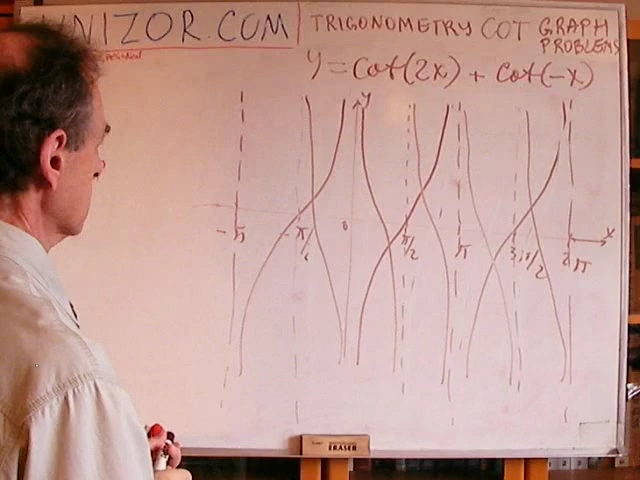 UNIZOR.COM
TRIGONOMETRY COT GRAPH PROBLEMS
y = cot(2x) + cot(-x)
y
-π
-π/2
0
π/2
π
3π/2
2π
x
ERASER